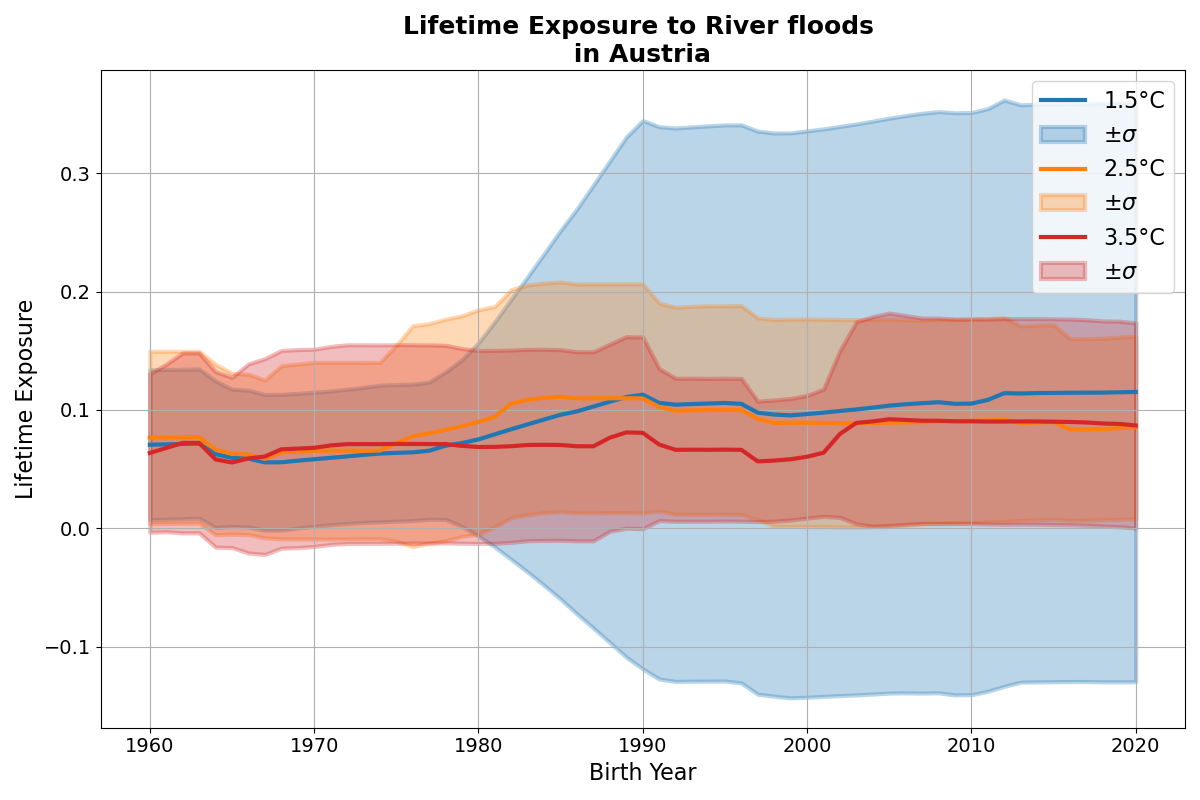 Lifetime Exposure to River floods
in Austria
1.5°C
±σ
2.5°C
±σ
3.5°C
±σ
Lifetime Exposure
0.3
0.2
0.1
0.0
−0.1
1960 1970 1980 1990 2000 2010 2020
Birth Year